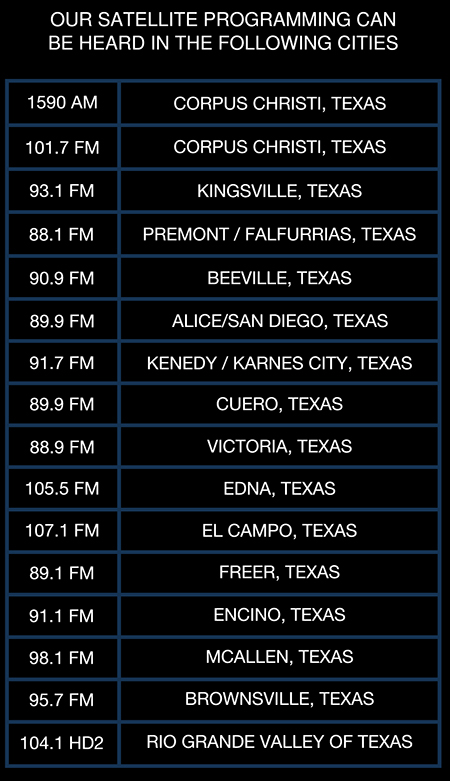 OUR SATELLITE PROGRAMMING CAN
BE HEARD IN THE FOLLOWING CITIES
1590 AM CORPUS CHRISTI, TEXAS
101.7 FM CORPUS CHRISTI, TEXAS
93.1 FM KINGSVILLE, TEXAS
88.1 FM PREMONT / FALFURRIAS, TEXAS
90.9 FM BEEVILLE, TEXAS
89.9 FM ALICE/SAN DIEGO, TEXAS
91.7 FM KENEDY / KARNES CITY, TEXAS
89.9 FM CUERO, TEXAS
88.9 FM VICTORIA, TEXAS
105.5 FM EDNA, TEXAS
107.1 FM EL CAMPO, TEXAS
89.1 FM FREER, TEXAS
91.1 FM ENCINO, TEXAS
98.1 FM MCALLEN, TEXAS
95.7 FM BROWNSVILLE, TEXAS
104.1 HD2 RIO GRANDE VALLEY OF TEXAS